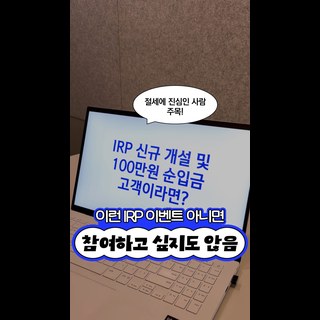 절세에 진심인 사람
주목!
IRP 신규 개설 및
100만원 순입금
고객이라면?
이런 IRP 이벤트 아니면
참여하고 싶지도 않음